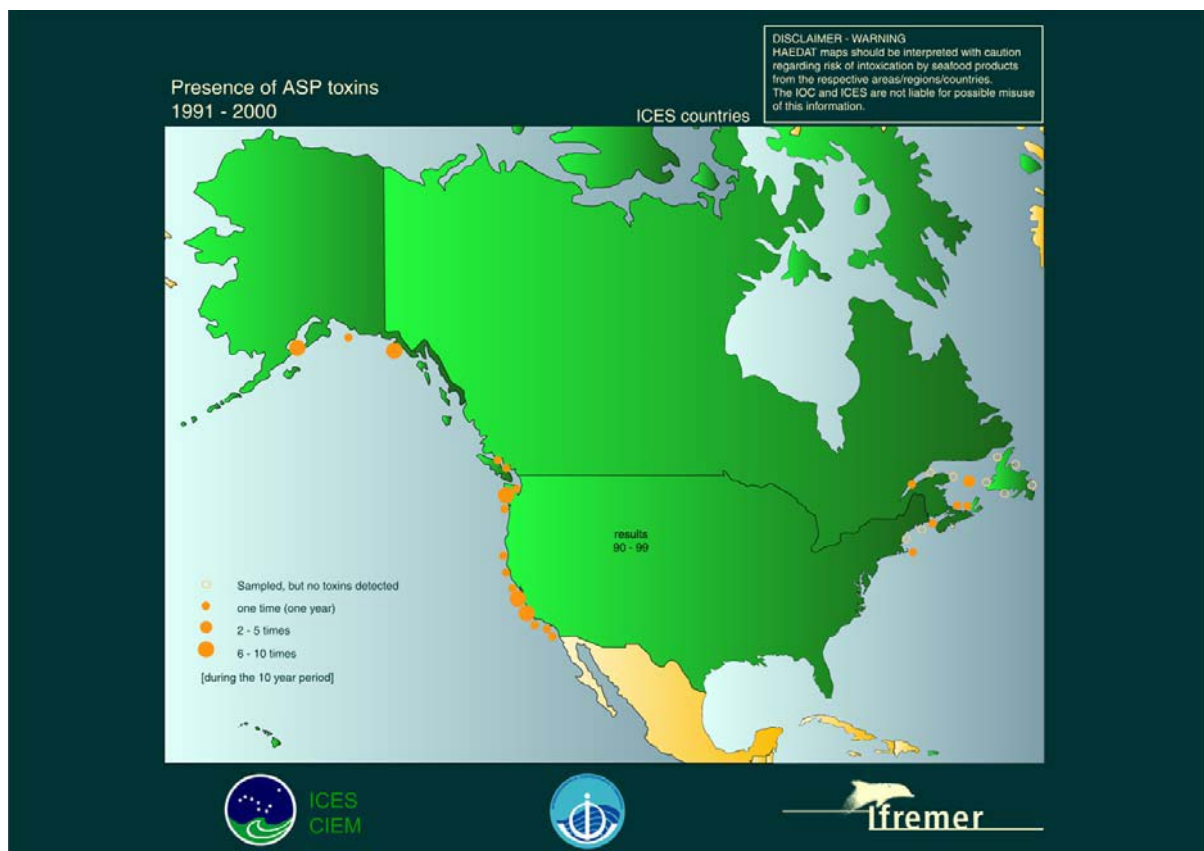 DISCLAIMER - WARNING
HAEDAT maps should be interpreted with caution
regarding risk of intoxication by seafood products
from the respective areas/regions/countries.
The IOC and ICES are not liable for possible misuse
of this information.
Presence of ASP toxins
1991 - 2000
ICES countries
results
90 - 99
Sampled, but no toxins detected
one time (one year)
2 - 5 times
6 - 10 times
[during the 10 year period]
ICES
CIEM
Ifremer